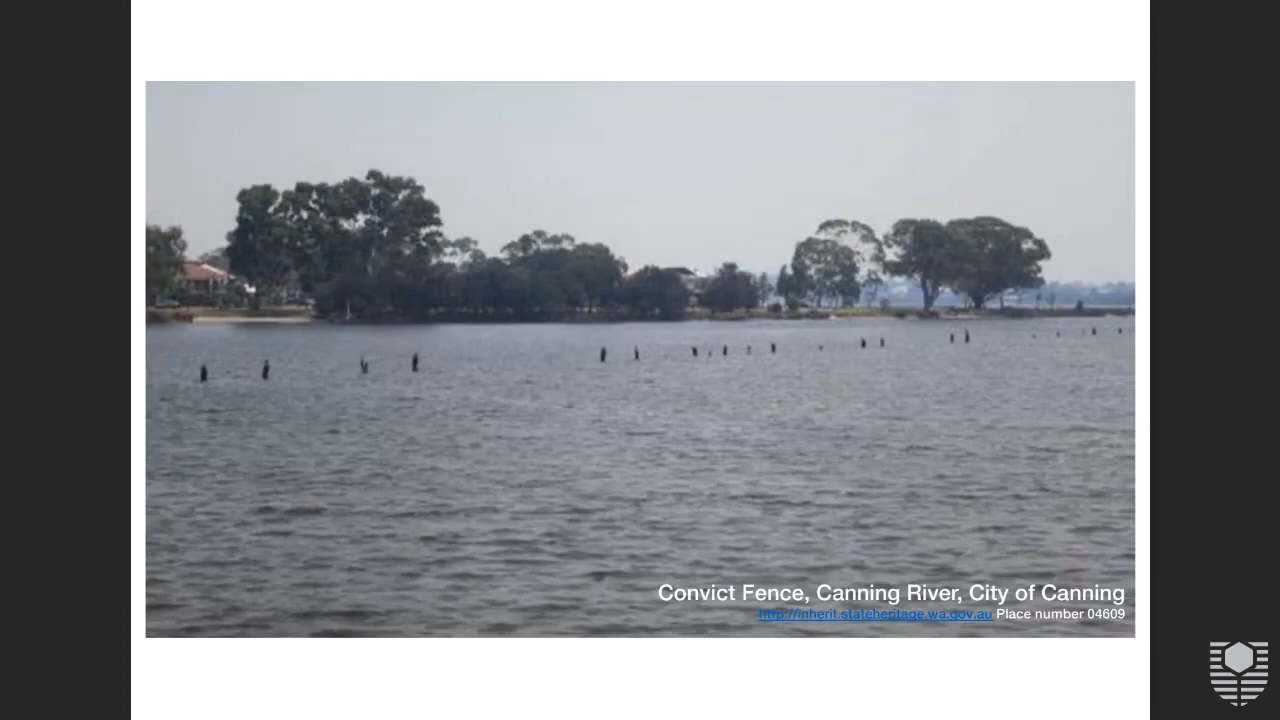 Convict Fence, Canning River, City of Canning
http://inherit.stateheritage.wa.gov.au Place number 04609